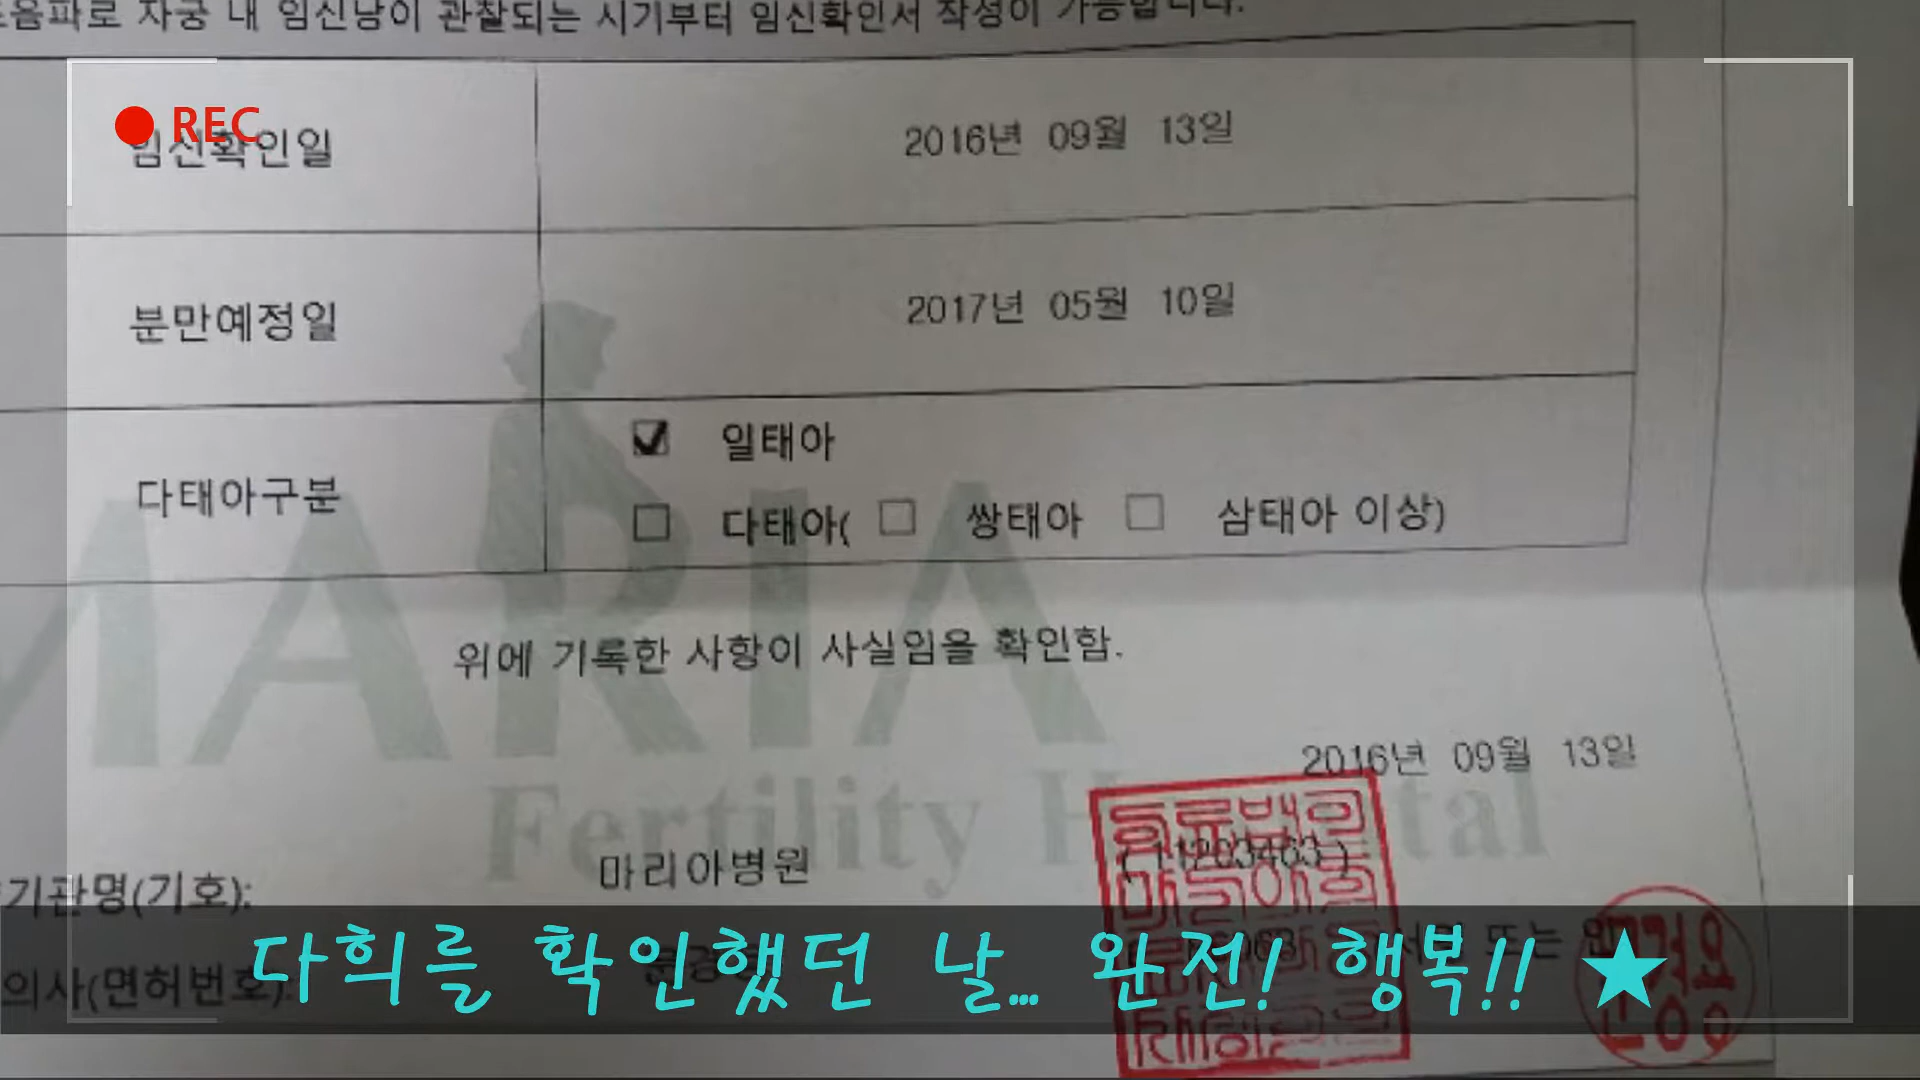 초음파로 자궁 내 임신낭이 관찰되는 시기부터 임신확인서 작성이 가능합니다.
REC
임신확인일 2016년 09월 13일
분만예정일 2017년 05월 10일
다태아구분 ☑ 일태아
☐ 다태아( ☐ 쌍태아 ☐ 삼태아 이상)
MARIA
위에 기록한 사항이 사실임을 확인함.
2016년 09월 13일
Fertility
기관명(기호): 마리아병원 (11203463)
의사(면허번호): 또는
다희를 확인했던 날... 완전! 행복!! ★